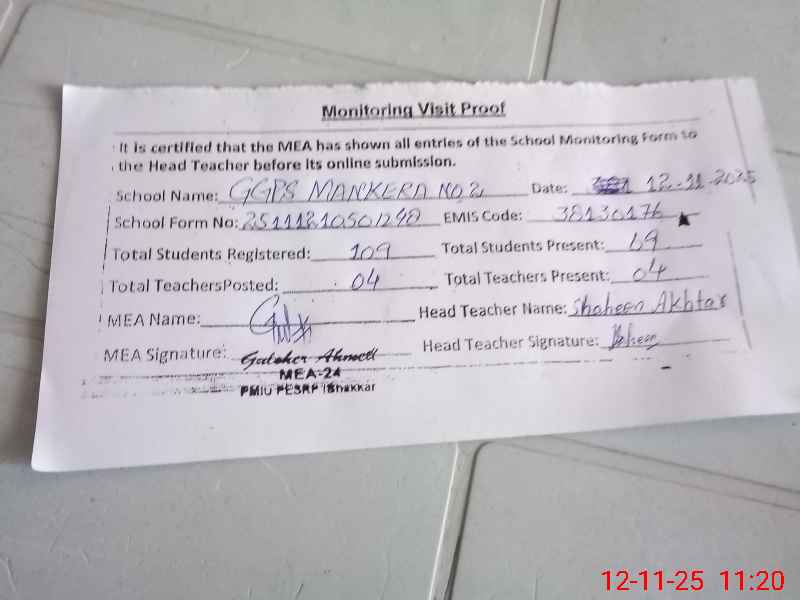 Monitoring Visit Proof
It is certified that the MEA has shown all entries of the School Monitoring Form to
the Head Teacher before its online submission.
School Name: GGPS MANKERA NO 2 Date: 12-11-2025
School Form No: 25111210501248 EMIS Code: 38130176
Total Students Registered: 109 Total Students Present: 69
Total TeachersPosted: 04 Total Teachers Present: 04
MEA Name: Head Teacher Name: Shaheen Akhtar
MEA Signature: Gulsher Ahmed Head Teacher Signature: Shaheen
MEA-24
PMIU PESRP Bhakkar
12-11-25 11:20